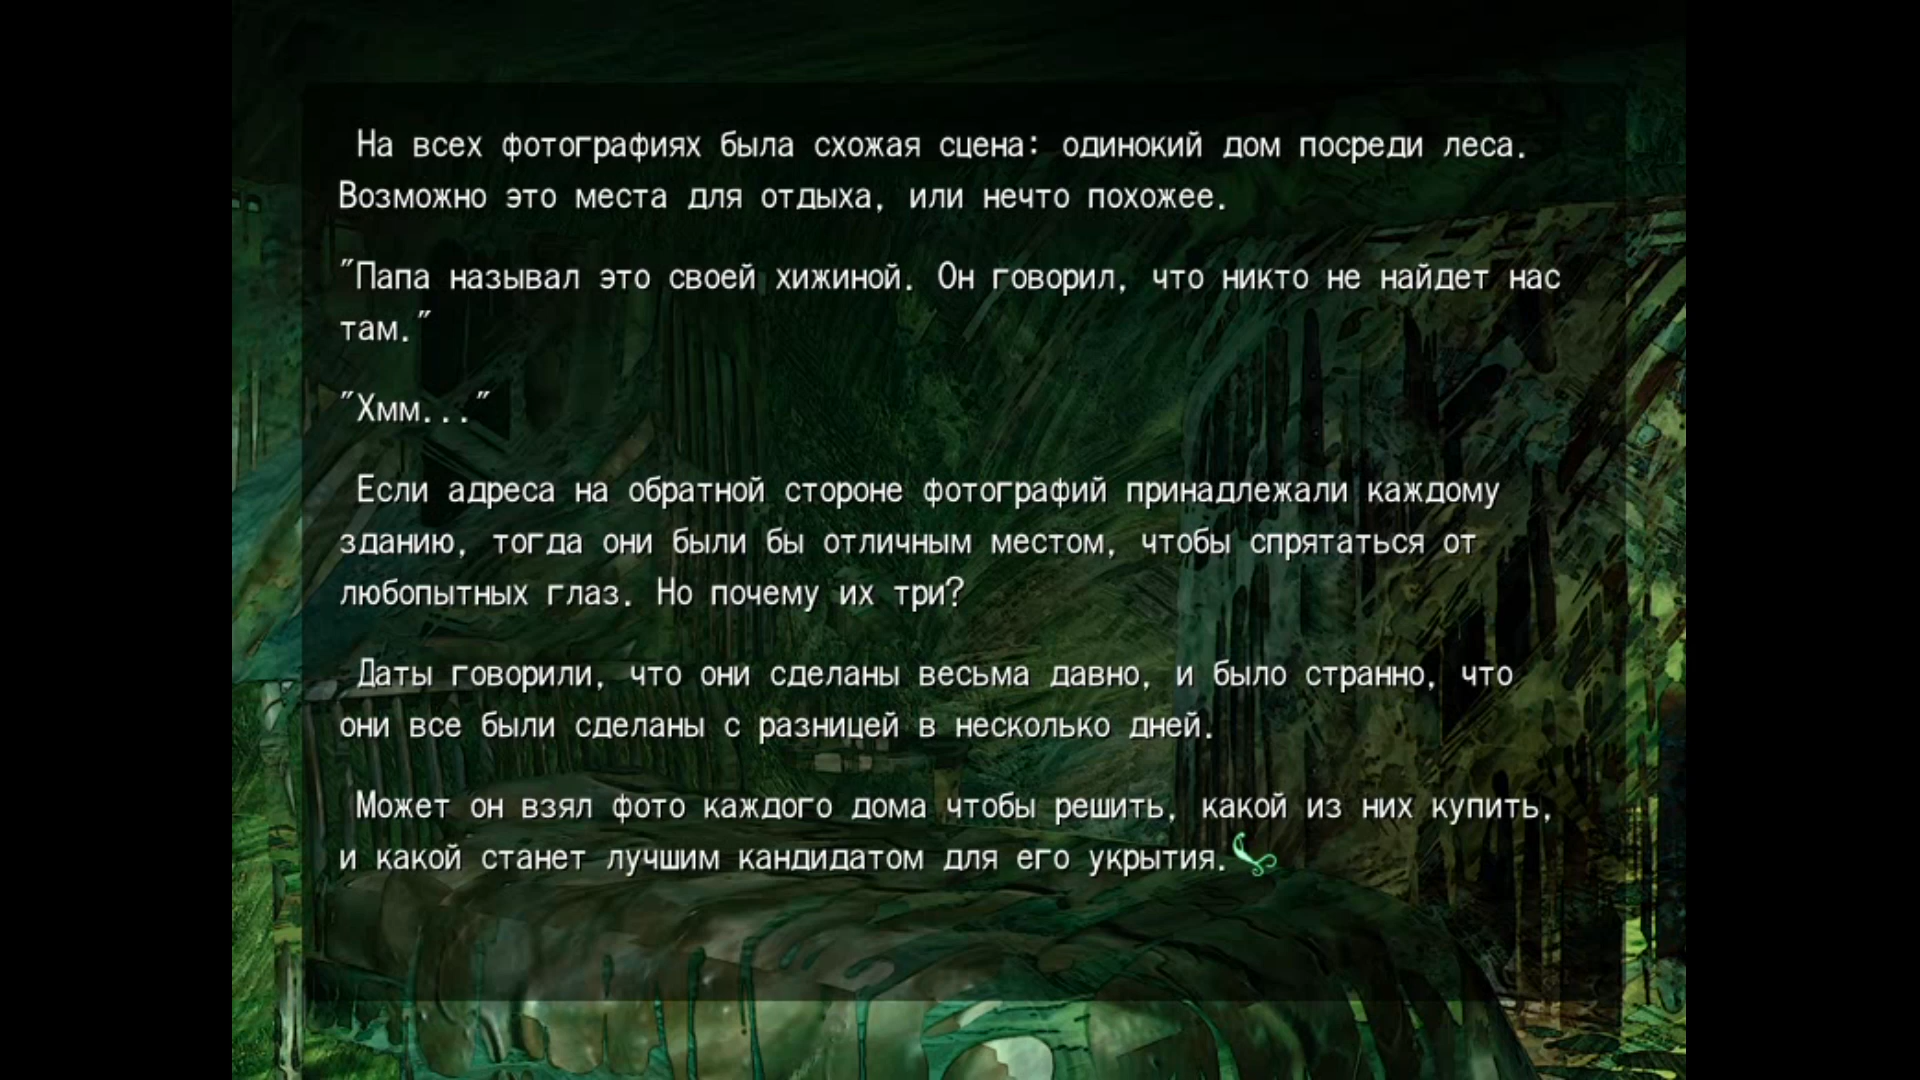 На всех фотографиях была схожая сцена: одинокий дом посреди леса.
Возможно это места для отдыха, или нечто похожее.
"Папа называл это своей хижиной. Он говорил, что никто не найдет нас
там."
"Хмм..."
Если адреса на обратной стороне фотографий принадлежали каждому
зданию, тогда они были бы отличным местом, чтобы спрятаться от
любопытных глаз. Но почему их три?
Даты говорили, что они сделаны весьма давно, и было странно, что
они все были сделаны с разницей в несколько дней.
Может он взял фото каждого дома чтобы решить, какой из них купить,
и какой станет лучшим кандидатом для его укрытия.